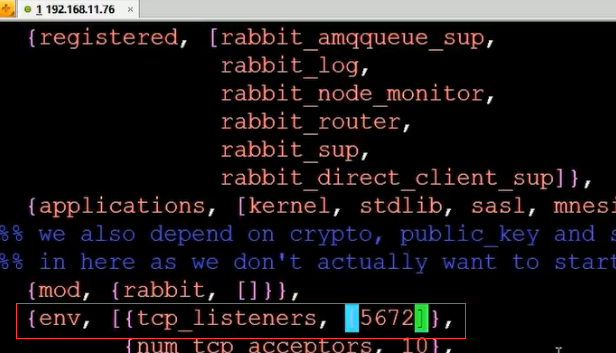 1 192.168.11.76 ×
{registered, [rabbit_amqqueue_sup,
rabbit_log,
rabbit_node_monitor,
rabbit_router,
rabbit_sup,
rabbit_direct_client_sup]},
{applications, [kernel, stdlib, sasl, mnesi
%% we also depend on crypto, public_key and s
%% in here as we don't actually want to start
{mod, {rabbit, []}},
{env, [{tcp_listeners, [5672]},
{num_tcp_acceptors, 10},